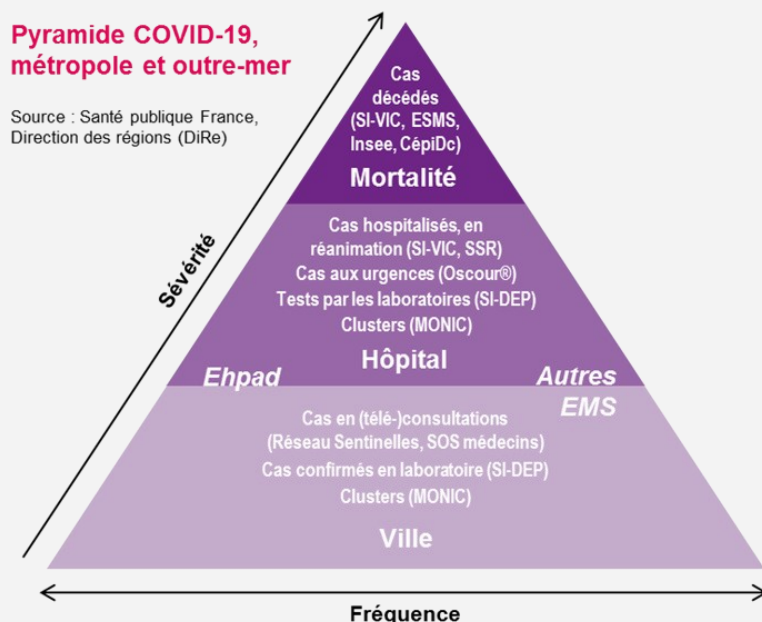 Pyramide COVID-19,
métropole et outre-mer
Source : Santé publique France,
Direction des régions (DiRe)
Sévérité
Cas
décédés
(SI-VIC, ESMS,
Insee, CépiDc)
Mortalité
Cas hospitalisés, en
réanimation (SI-VIC, SSR)
Cas aux urgences (Oscour®)
Tests par les laboratoires (SI-DEP)
Clusters (MONIC)
Hôpital
Ehpad
Autres
EMS
Cas en (télé-)consultations
(Réseau Sentinelles, SOS médecins)
Cas confirmés en laboratoire (SI-DEP)
Clusters (MONIC)
Ville
Fréquence